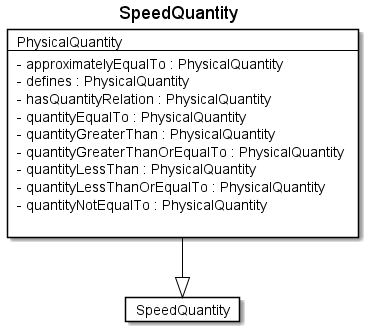 SpeedQuantity
PhysicalQuantity
- approximatelyEqualTo : PhysicalQuantity
- defines : PhysicalQuantity
- hasQuantityRelation : PhysicalQuantity
- quantityEqualTo : PhysicalQuantity
- quantityGreaterThan : PhysicalQuantity
- quantityGreaterThanOrEqualTo : PhysicalQuantity
- quantityLessThan : PhysicalQuantity
- quantityLessThanOrEqualTo : PhysicalQuantity
- quantityNotEqualTo : PhysicalQuantity
SpeedQuantity